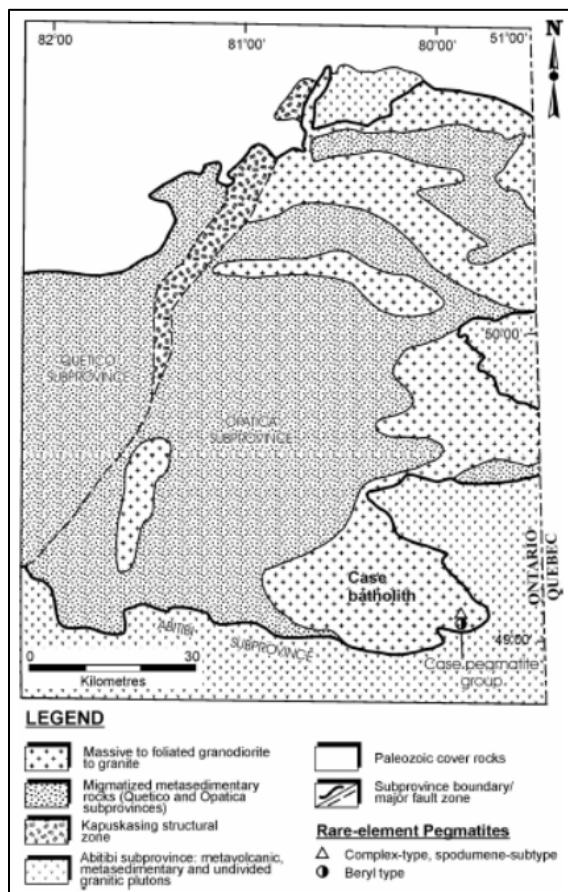 82°00' 81°00' 80°00' 51°00'
N
50°00'
QUETICO
SUBPROVINCE
OPATICA
SUBPROVINCE
ONTARIO
QUEBEC
Case
batholith
ABITIBI SUBPROVINCE
49°00'
Case pegmatite
group
0 30
Kilometres
LEGEND
Massive to foliated granodiorite
to granite
Migmatized metasedimentary
rocks (Quetico and Opatica
subprovinces)
Kapuskasing structural
zone
Abitibi subprovince: metavolcanic,
metasedimentary and undivided
granitic plutons
Paleozoic cover rocks
Subprovince boundary/
major fault zone
Rare-element Pegmatites
Complex-type, spodumene-subtype
Beryl type